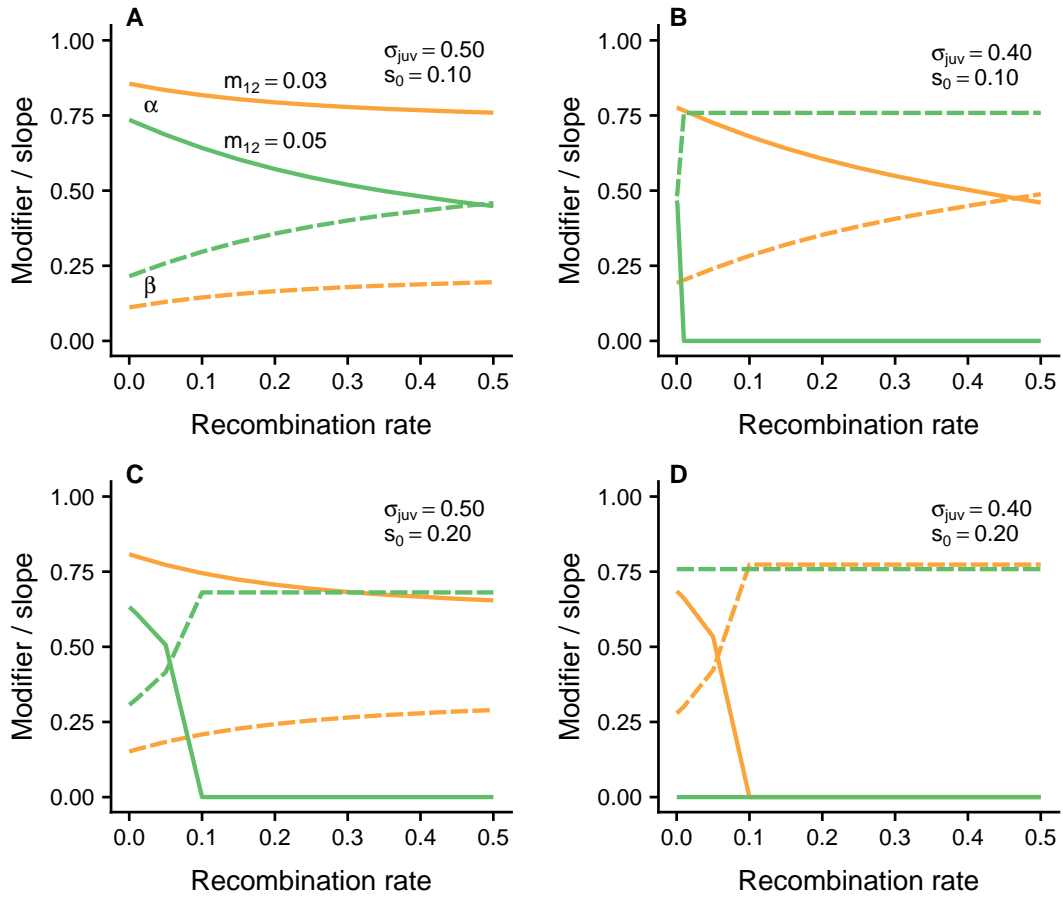 A
σjuv = 0.50
s0 = 0.10
m12 = 0.03
α
m12 = 0.05
β
1.00
0.75
0.50
0.25
0.00
0.0 0.1 0.2 0.3 0.4 0.5
Modifier / slope
Recombination rate
B
σjuv = 0.40
s0 = 0.10
1.00
0.75
0.50
0.25
0.00
0.0 0.1 0.2 0.3 0.4 0.5
Modifier / slope
Recombination rate
C
σjuv = 0.50
s0 = 0.20
1.00
0.75
0.50
0.25
0.00
0.0 0.1 0.2 0.3 0.4 0.5
Modifier / slope
Recombination rate
D
σjuv = 0.40
s0 = 0.20
1.00
0.75
0.50
0.25
0.00
0.0 0.1 0.2 0.3 0.4 0.5
Modifier / slope
Recombination rate